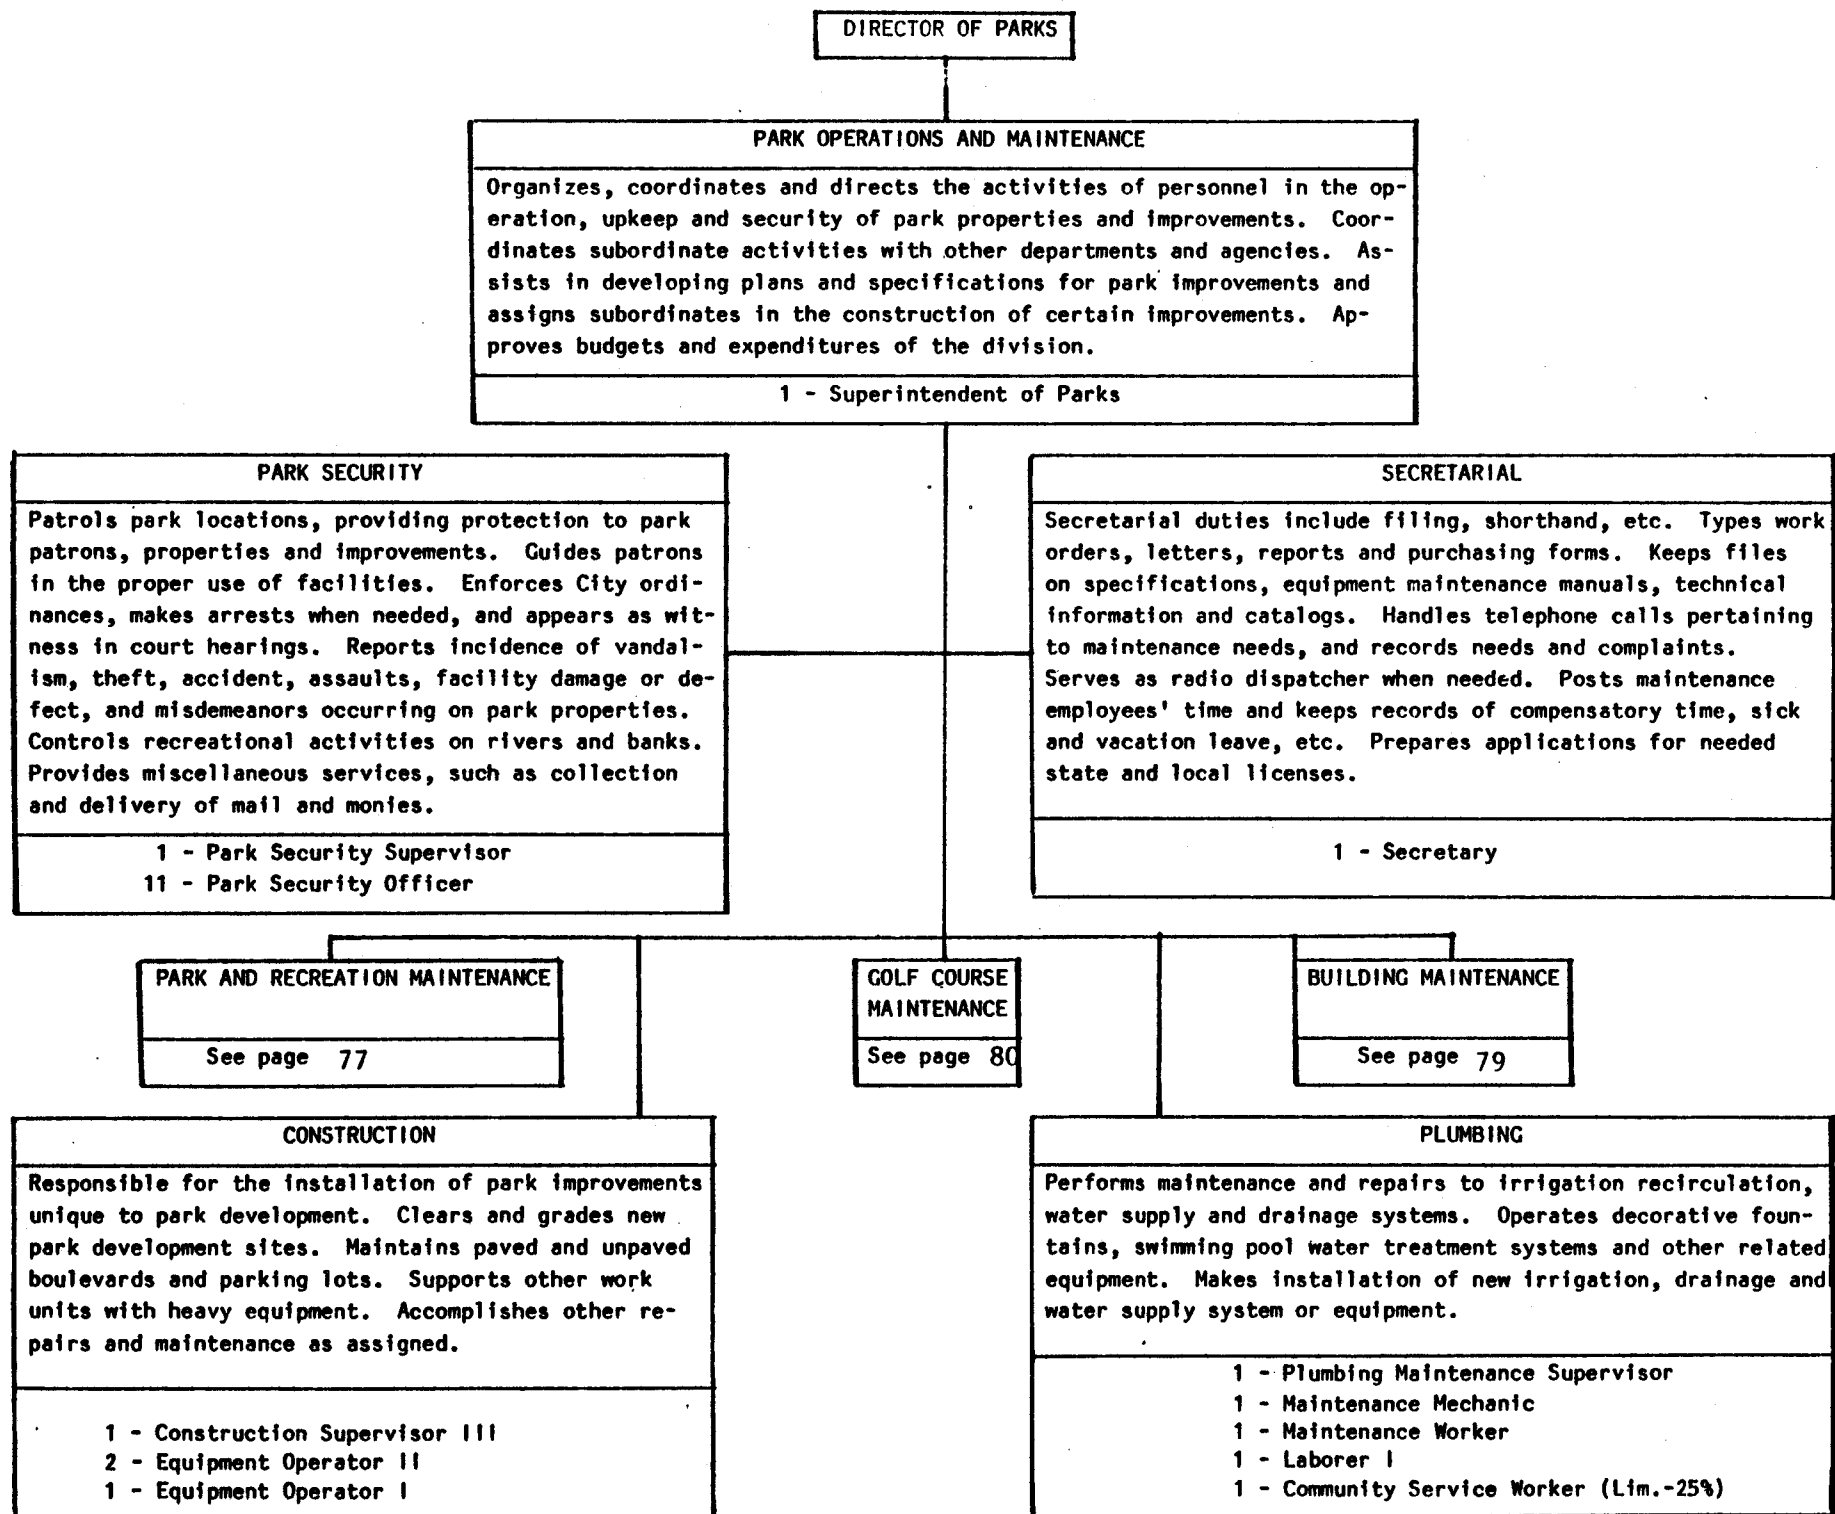 DIRECTOR OF PARKS
PARK OPERATIONS AND MAINTENANCE
Organizes, coordinates and directs the activities of personnel in the op-
eration, upkeep and security of park properties and improvements. Coor-
dinates subordinate activities with other departments and agencies. As-
sists in developing plans and specifications for park improvements and
assigns subordinates in the construction of certain improvements. Ap-
proves budgets and expenditures of the division.
1 - Superintendent of Parks
PARK SECURITY
Patrols park locations, providing protection to park
patrons, properties and improvements. Guides patrons
in the proper use of facilities. Enforces City ordi-
nances, makes arrests when needed, and appears as wit-
ness in court hearings. Reports incidence of vandal-
ism, theft, accident, assaults, facility damage or de-
fect, and misdemeanors occurring on park properties.
Controls recreational activities on rivers and banks.
Provides miscellaneous services, such as collection
and delivery of mail and monies.
1 - Park Security Supervisor
11 - Park Security Officer
SECRETARIAL
Secretarial duties include filing, shorthand, etc. Types work
orders, letters, reports and purchasing forms. Keeps files
on specifications, equipment maintenance manuals, technical
information and catalogs. Handles telephone calls pertaining
to maintenance needs, and records needs and complaints.
Serves as radio dispatcher when needed. Posts maintenance
employees' time and keeps records of compensatory time, sick
and vacation leave, etc. Prepares applications for needed
state and local licenses.
1 - Secretary
PARK AND RECREATION MAINTENANCE
See page 77
GOLF COURSE
MAINTENANCE
See page 80
BUILDING MAINTENANCE
See page 79
CONSTRUCTION
Responsible for the installation of park improvements
unique to park development. Clears and grades new
park development sites. Maintains paved and unpaved
boulevards and parking lots. Supports other work
units with heavy equipment. Accomplishes other re-
pairs and maintenance as assigned.
1 - Construction Supervisor III
2 - Equipment Operator II
1 - Equipment Operator I
PLUMBING
Performs maintenance and repairs to irrigation recirculation,
water supply and drainage systems. Operates decorative foun-
tains, swimming pool water treatment systems and other related
equipment. Makes installation of new irrigation, drainage and
water supply system or equipment.
1 - Plumbing Maintenance Supervisor
1 - Maintenance Mechanic
1 - Maintenance Worker
1 - Laborer I
1 - Community Service Worker (Lim.-25%)